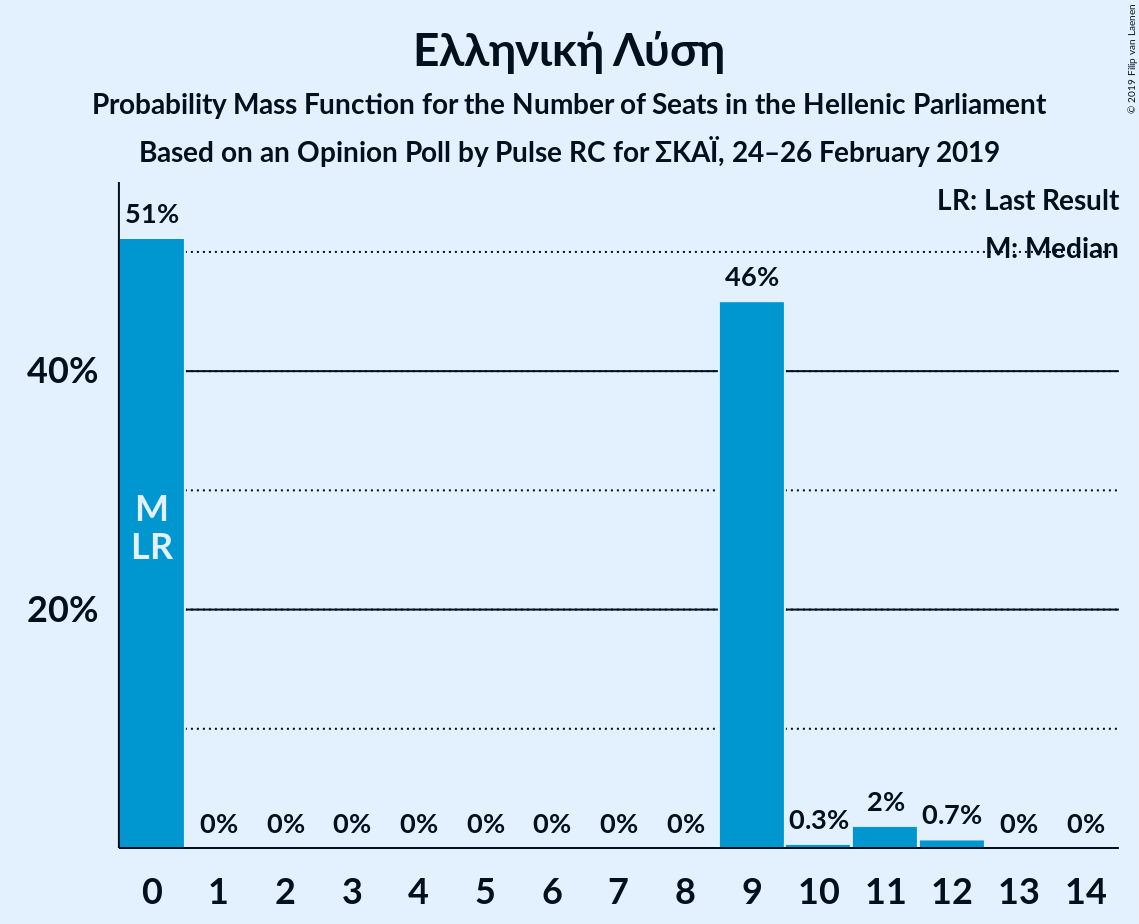 Ελληνική Λύση
Probability Mass Function for the Number of Seats in the Hellenic Parliament
Based on an Opinion Poll by Pulse RC for ΣΚΑΪ, 24–26 February 2019
© 2019 Filip van Laenen
LR: Last Result
M: Median
51%
46%
40%
M
LR
20%
0% 0% 0% 0% 0% 0% 0% 0% 0.3% 2% 0.7% 0% 0%
0 1 2 3 4 5 6 7 8 9 10 11 12 13 14